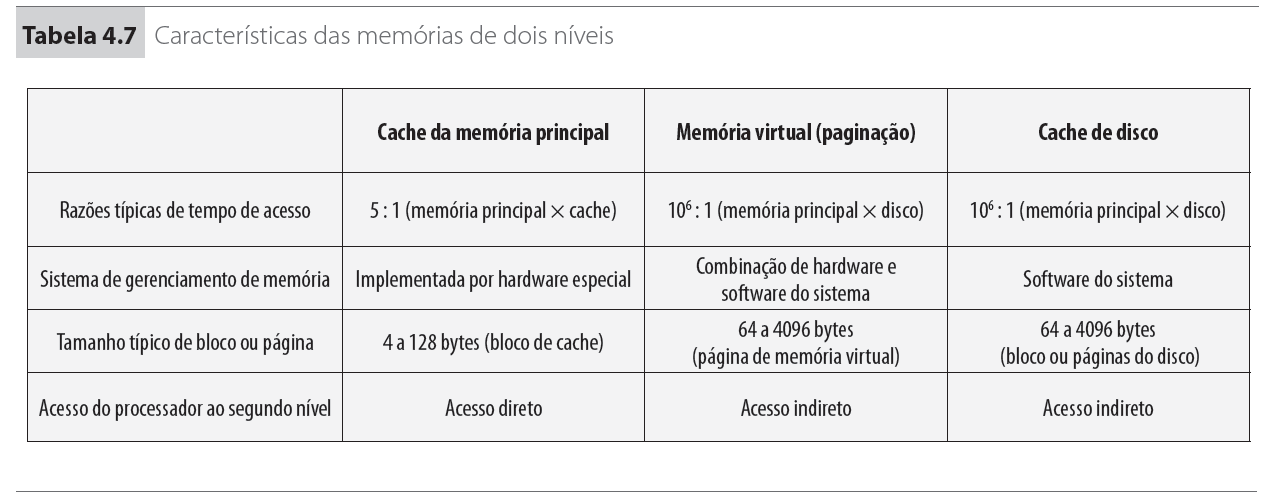 Tabela 4.7 Características das memórias de dois níveis
Cache da memória principal Memória virtual (paginação) Cache de disco
Razões típicas de tempo de acesso 5 : 1 (memória principal × cache) 10⁶ : 1 (memória principal × disco) 10⁶ : 1 (memória principal × disco)
Sistema de gerenciamento de memória Implementada por hardware especial Combinação de hardware e
software do sistema Software do sistema
Tamanho típico de bloco ou página 4 a 128 bytes (bloco de cache) 64 a 4096 bytes
(página de memória virtual) 64 a 4096 bytes
(bloco ou páginas do disco)
Acesso do processador ao segundo nível Acesso direto Acesso indireto Acesso indireto